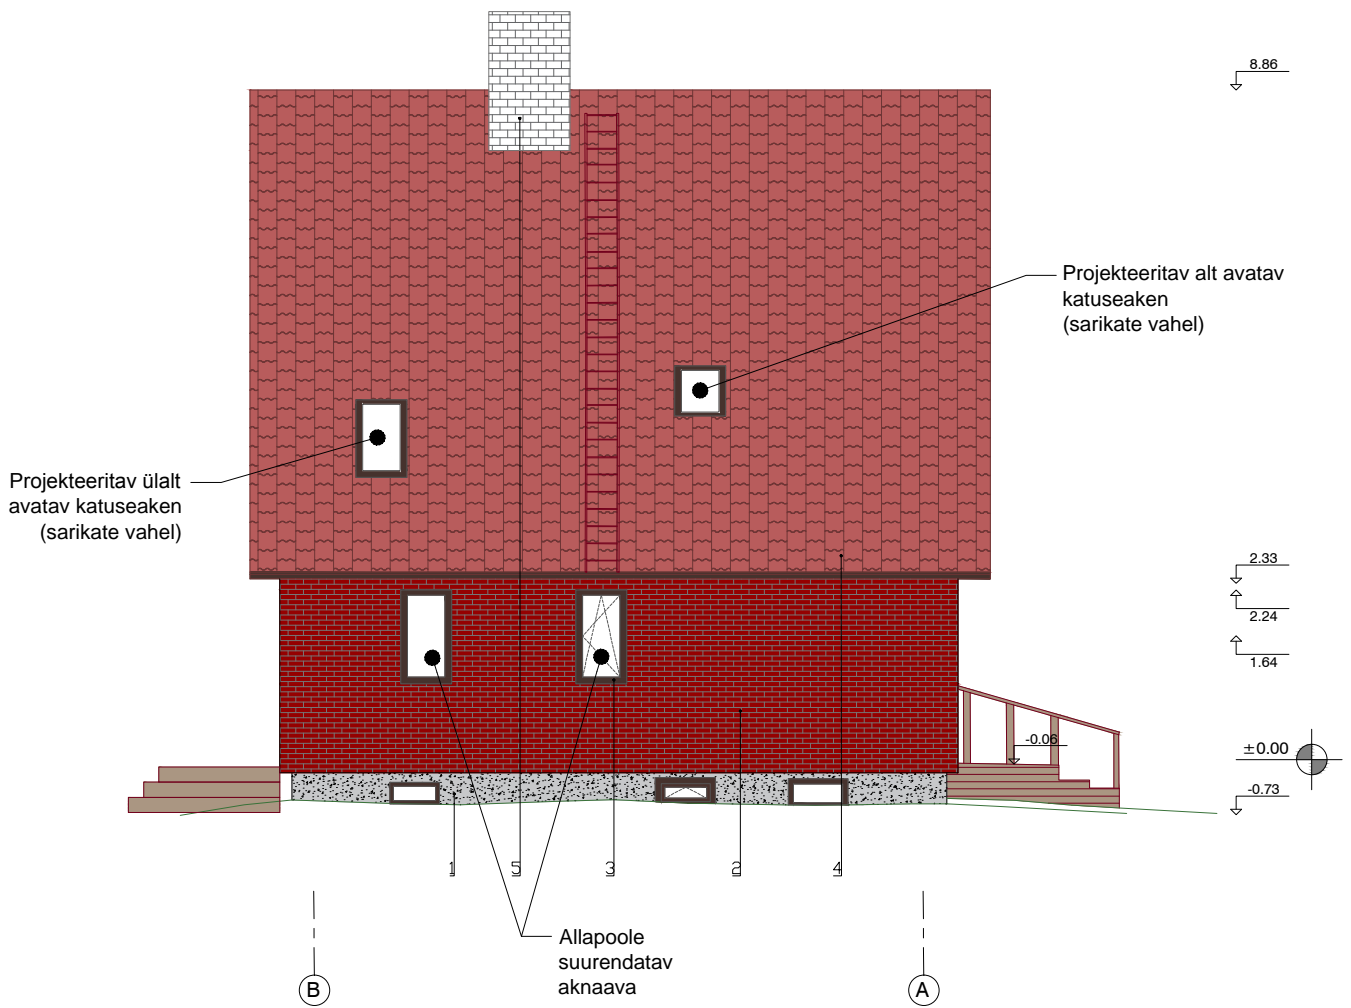 8.86
Projekteeritav alt avatav
katuseaken
(sarikate vahel)
Projekteeritav ülalt
avatav katuseaken
(sarikate vahel)
2.33
2.24
1.64
-0.06
±0.00
-0.73
1 5 3 2 4
Allapoole
suurendatav
aknaava
B A